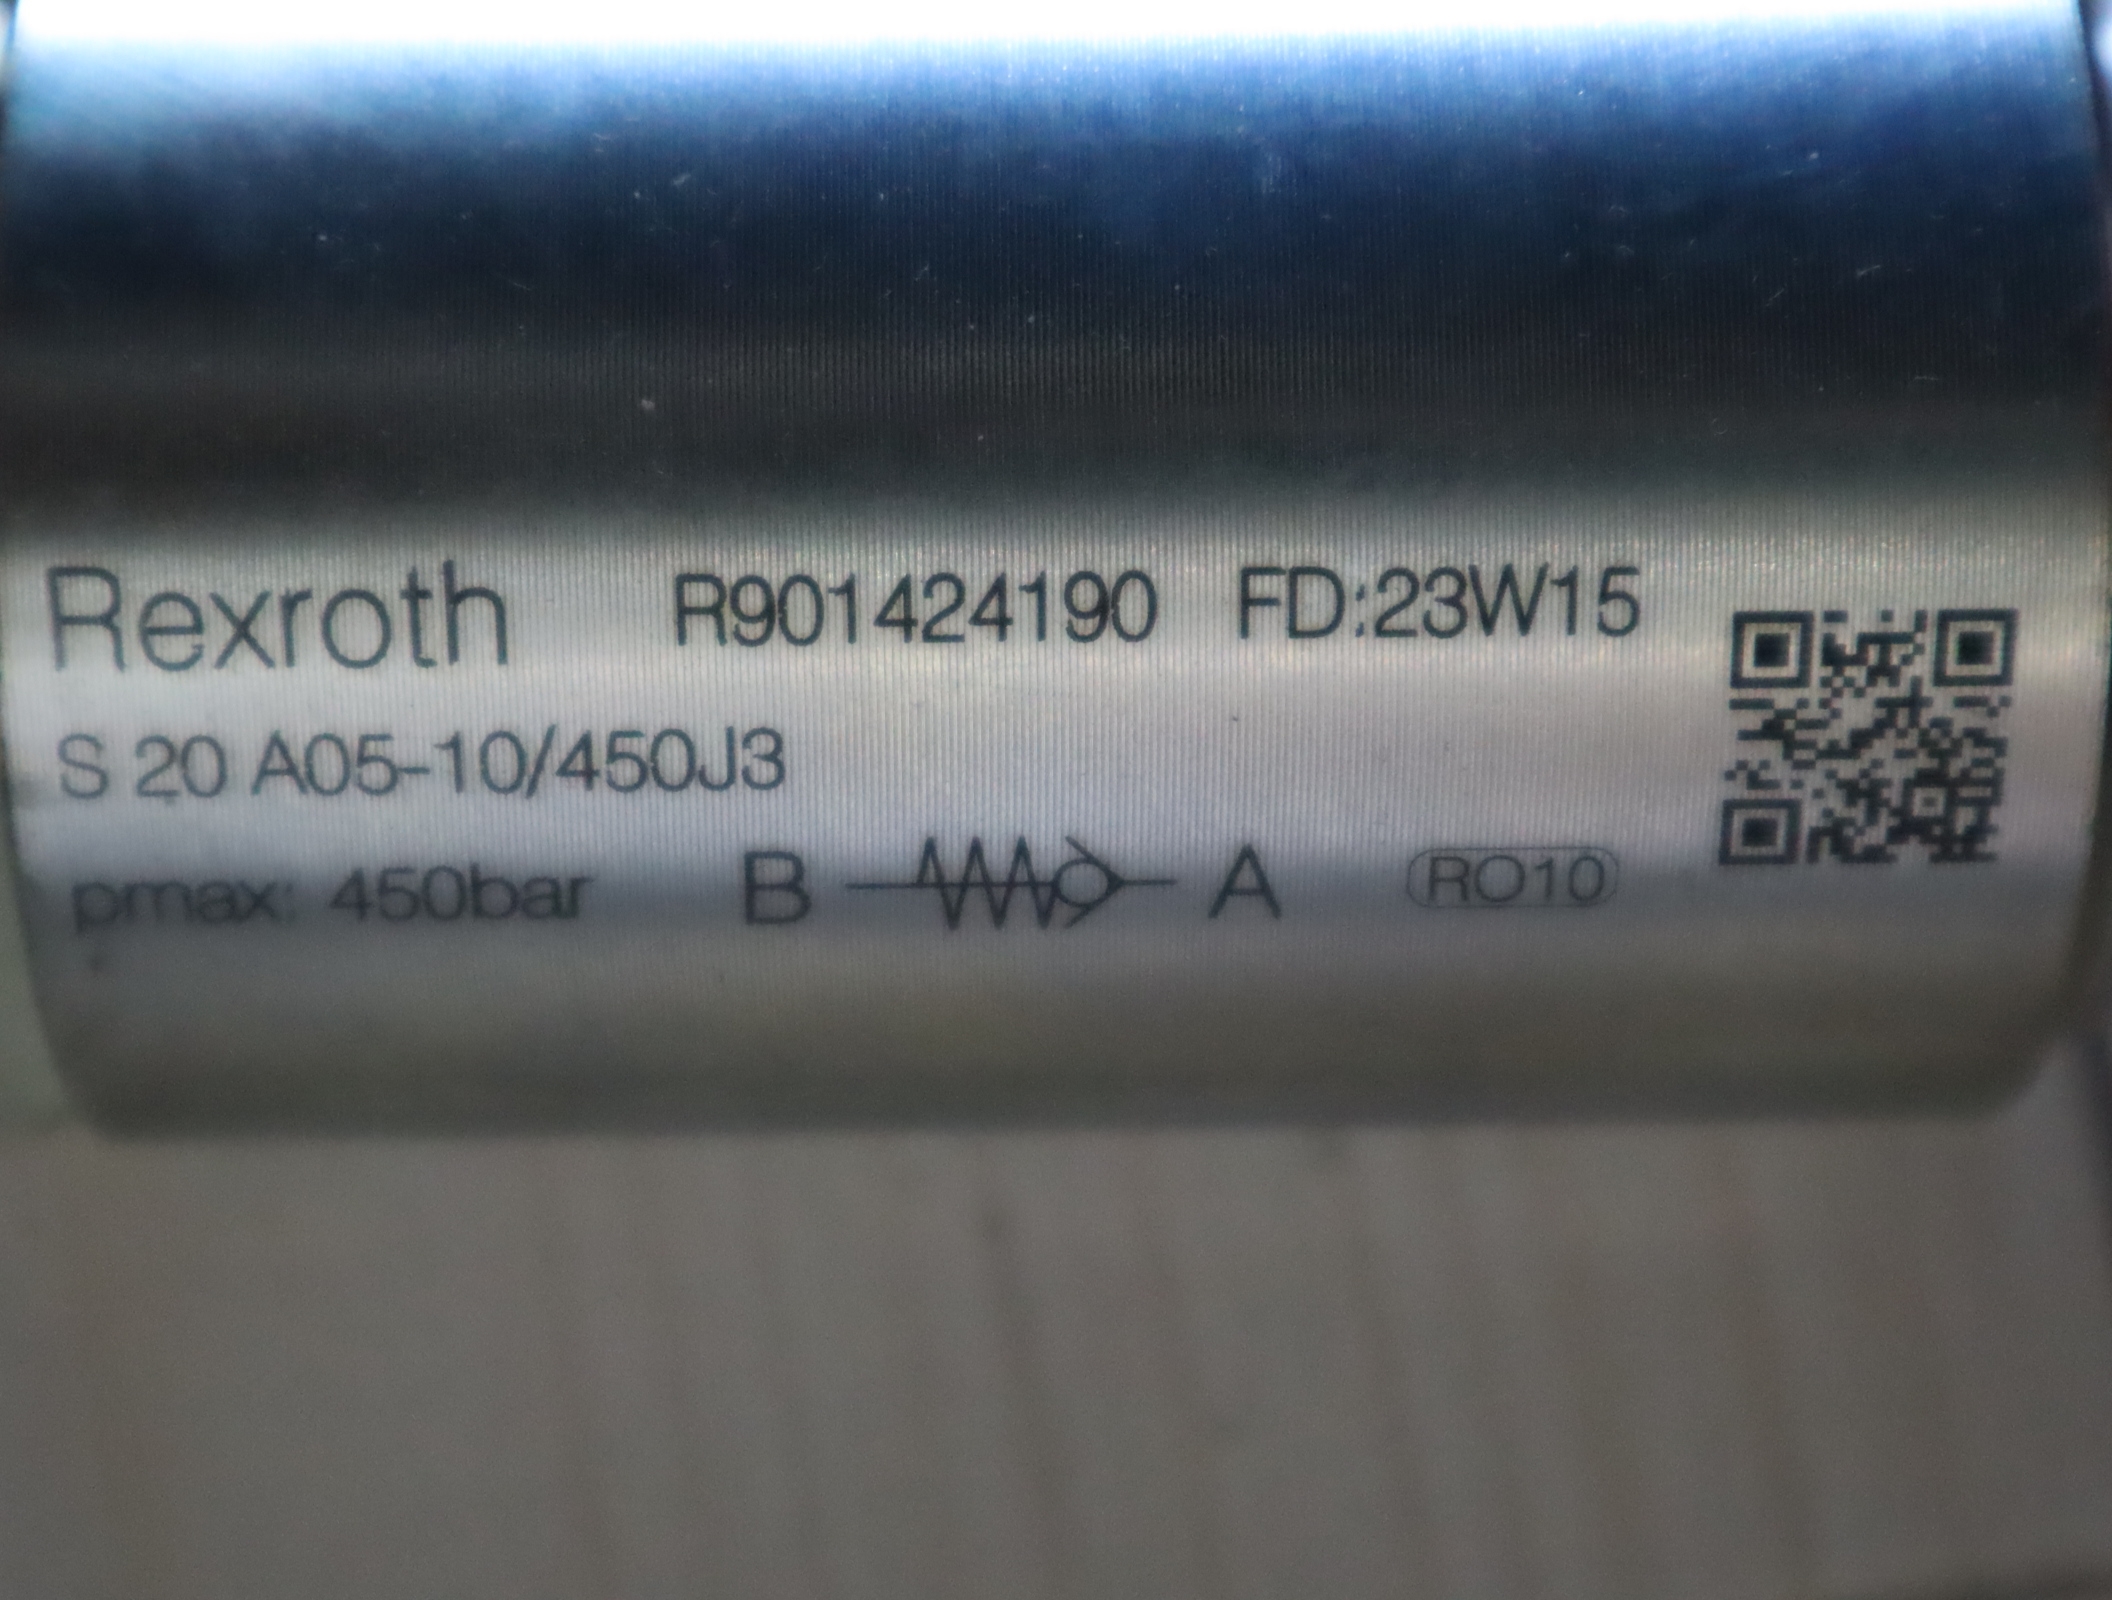 Rexroth R901424190 FD:23W15
S 20 A05-10/450J3
pmax: 450bar B A RO10